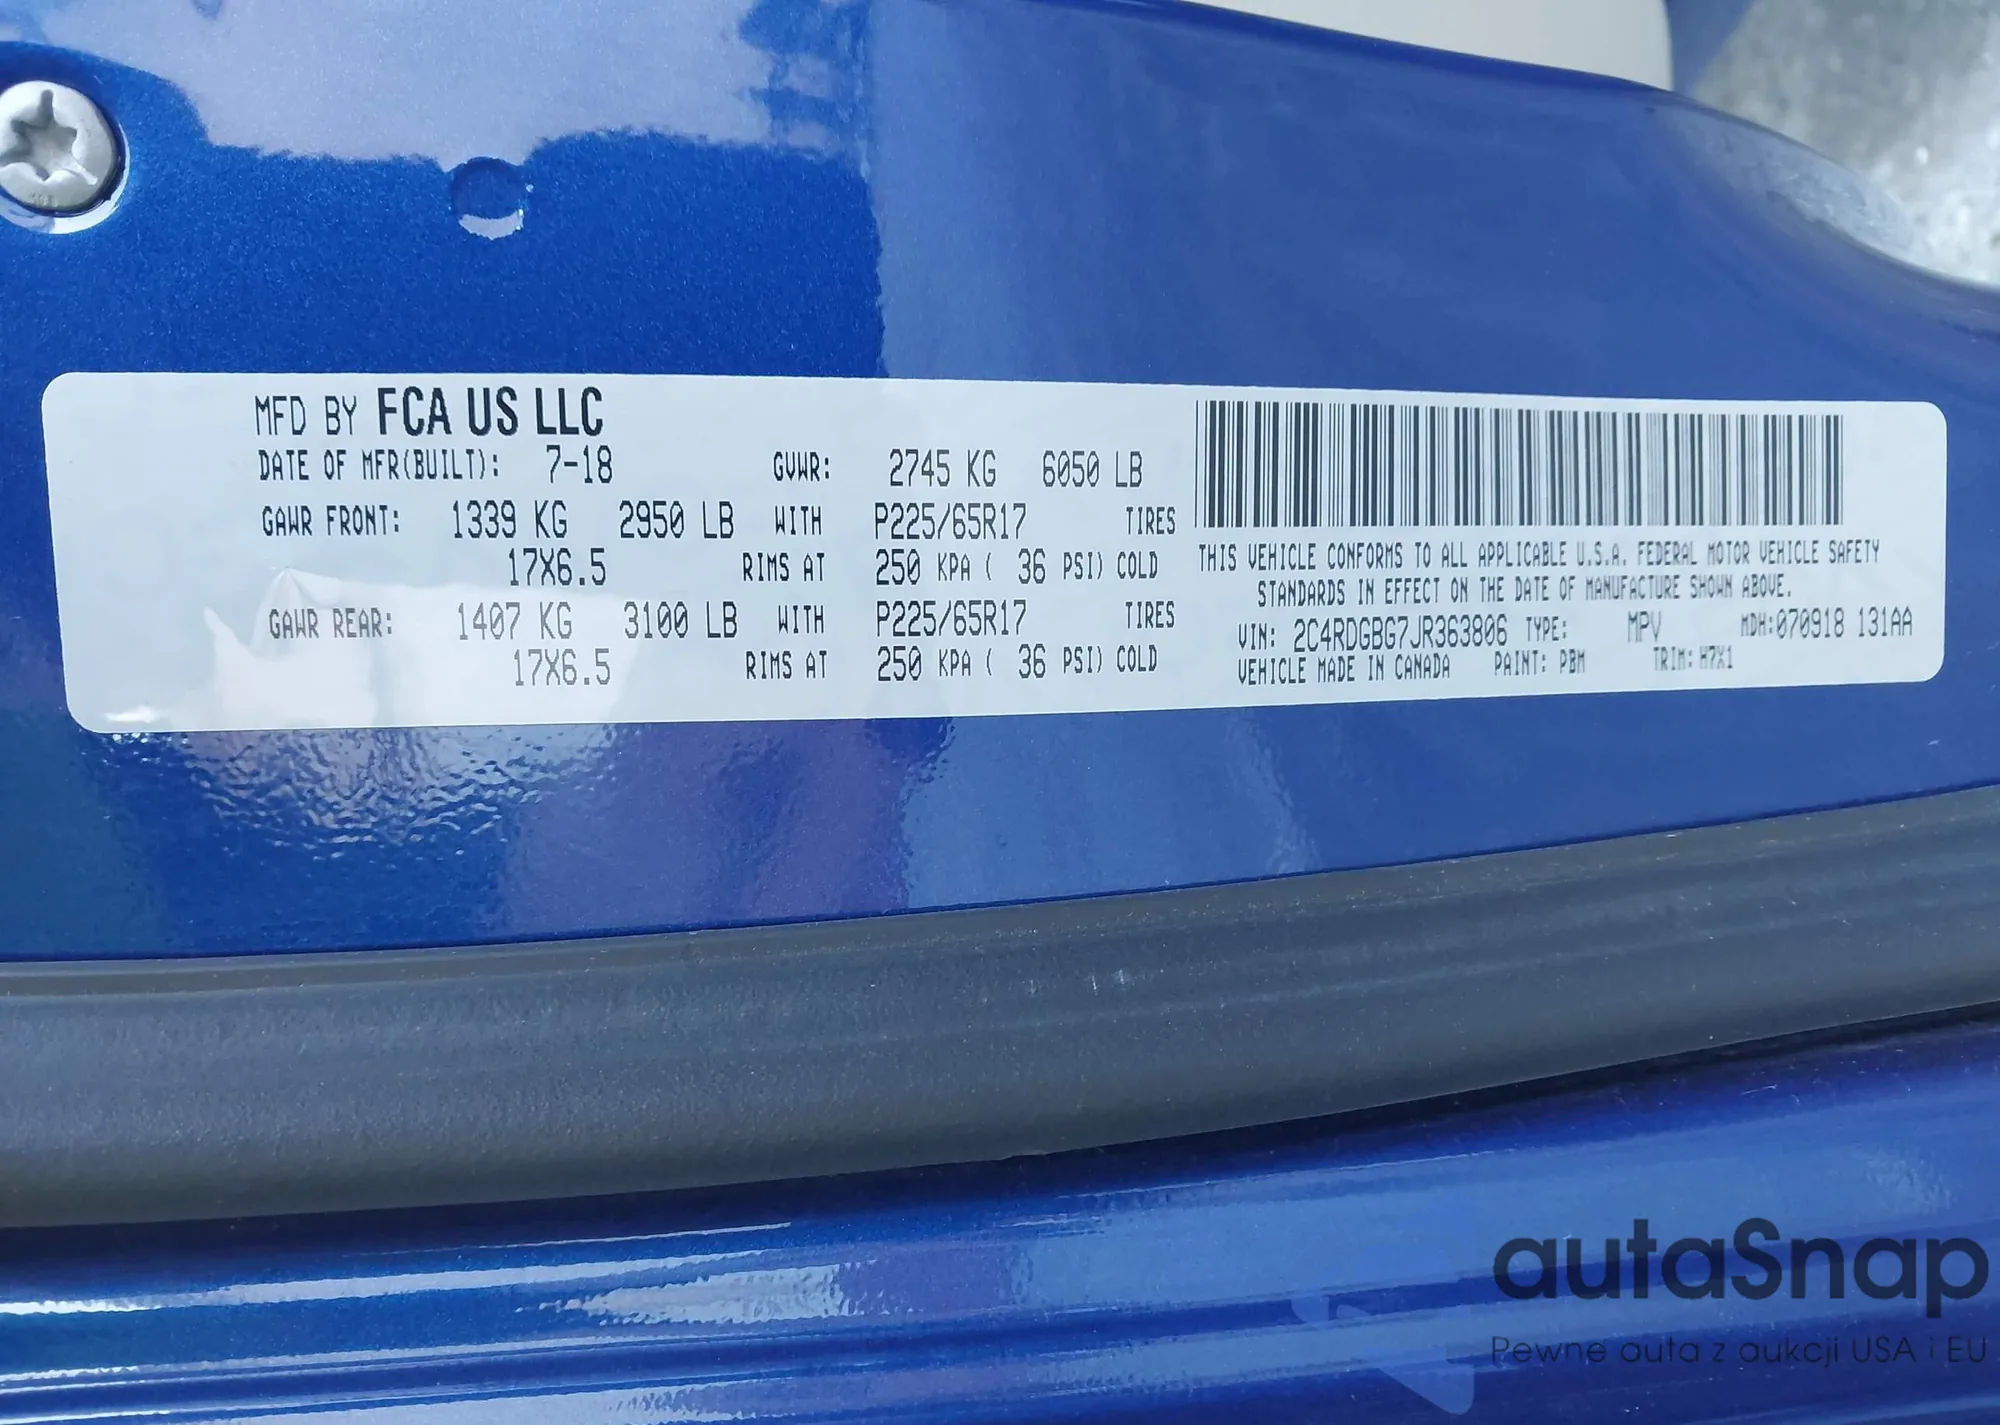 MFD BY FCA US LLC
DATE OF MFR(BUILT): 7-18 GVWR: 2745 KG 6050 LB
GAWR FRONT: 1339 KG 2950 LB WITH P225/65R17 TIRES
17X6.5 RIMS AT 250 KPA ( 36 PSI) COLD
GAWR REAR: 1407 KG 3100 LB WITH P225/65R17 TIRES
17X6.5 RIMS AT 250 KPA ( 36 PSI) COLD
THIS VEHICLE CONFORMS TO ALL APPLICABLE U.S.A. FEDERAL MOTOR VEHICLE SAFETY
STANDARDS IN EFFECT ON THE DATE OF MANUFACTURE SHOWN ABOVE.
VIN: 2C4RDGBG7JR363806 TYPE: MPV MDH:070918 131AA
VEHICLE MADE IN CANADA PAINT: PBM TRIM: H7X1
autaSnap
Pewne auta z aukcji USA i EU